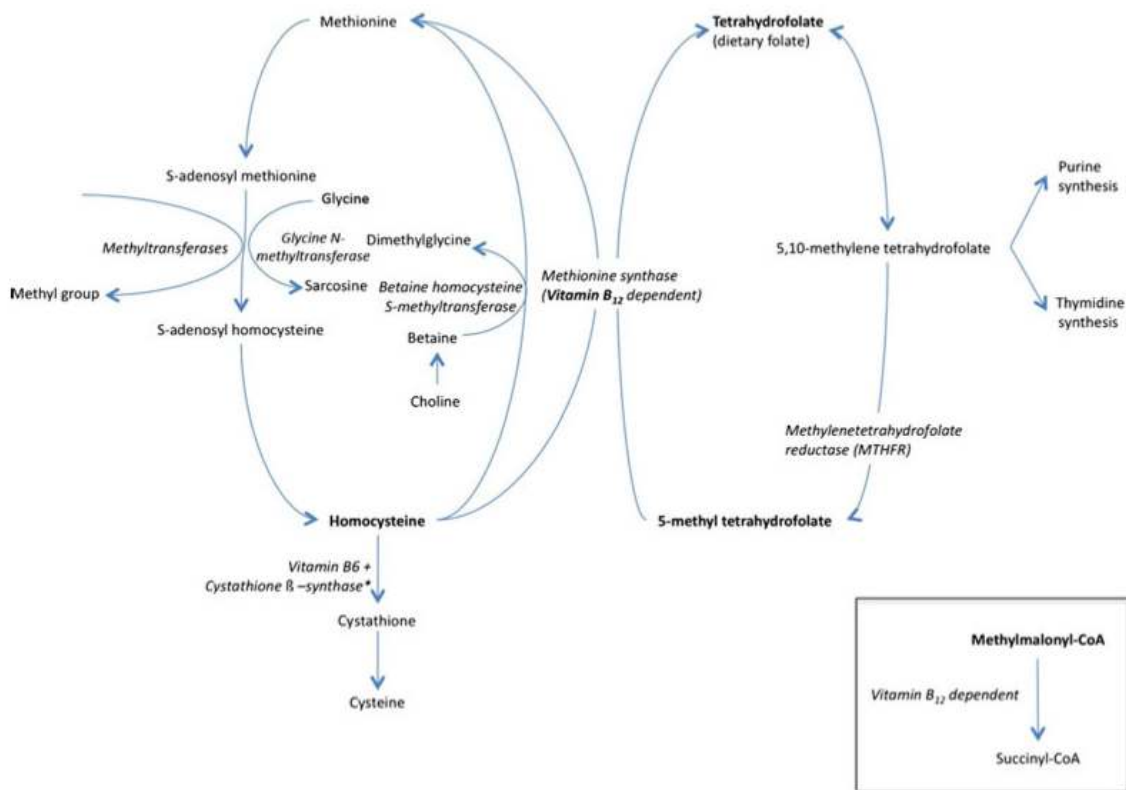 Methionine
Tetrahydrofolate
(dietary folate)
S-adenosyl methionine
Glycine
Methyltransferases
Glycine N-
methyltransferase
Dimethylglycine
Sarcosine
Methyl group
Betaine homocysteine
S-methyltransferase
S-adenosyl homocysteine
Betaine
Choline
Methionine synthase
(Vitamin B12 dependent)
5,10-methylene tetrahydrofolate
Purine
synthesis
Thymidine
synthesis
Methylenetetrahydrofolate
reductase (MTHFR)
Homocysteine
5-methyl tetrahydrofolate
Vitamin B6 +
Cystathione ß –synthase*
Cystathione
Cysteine
Methylmalonyl-CoA
Vitamin B12 dependent
Succinyl-CoA